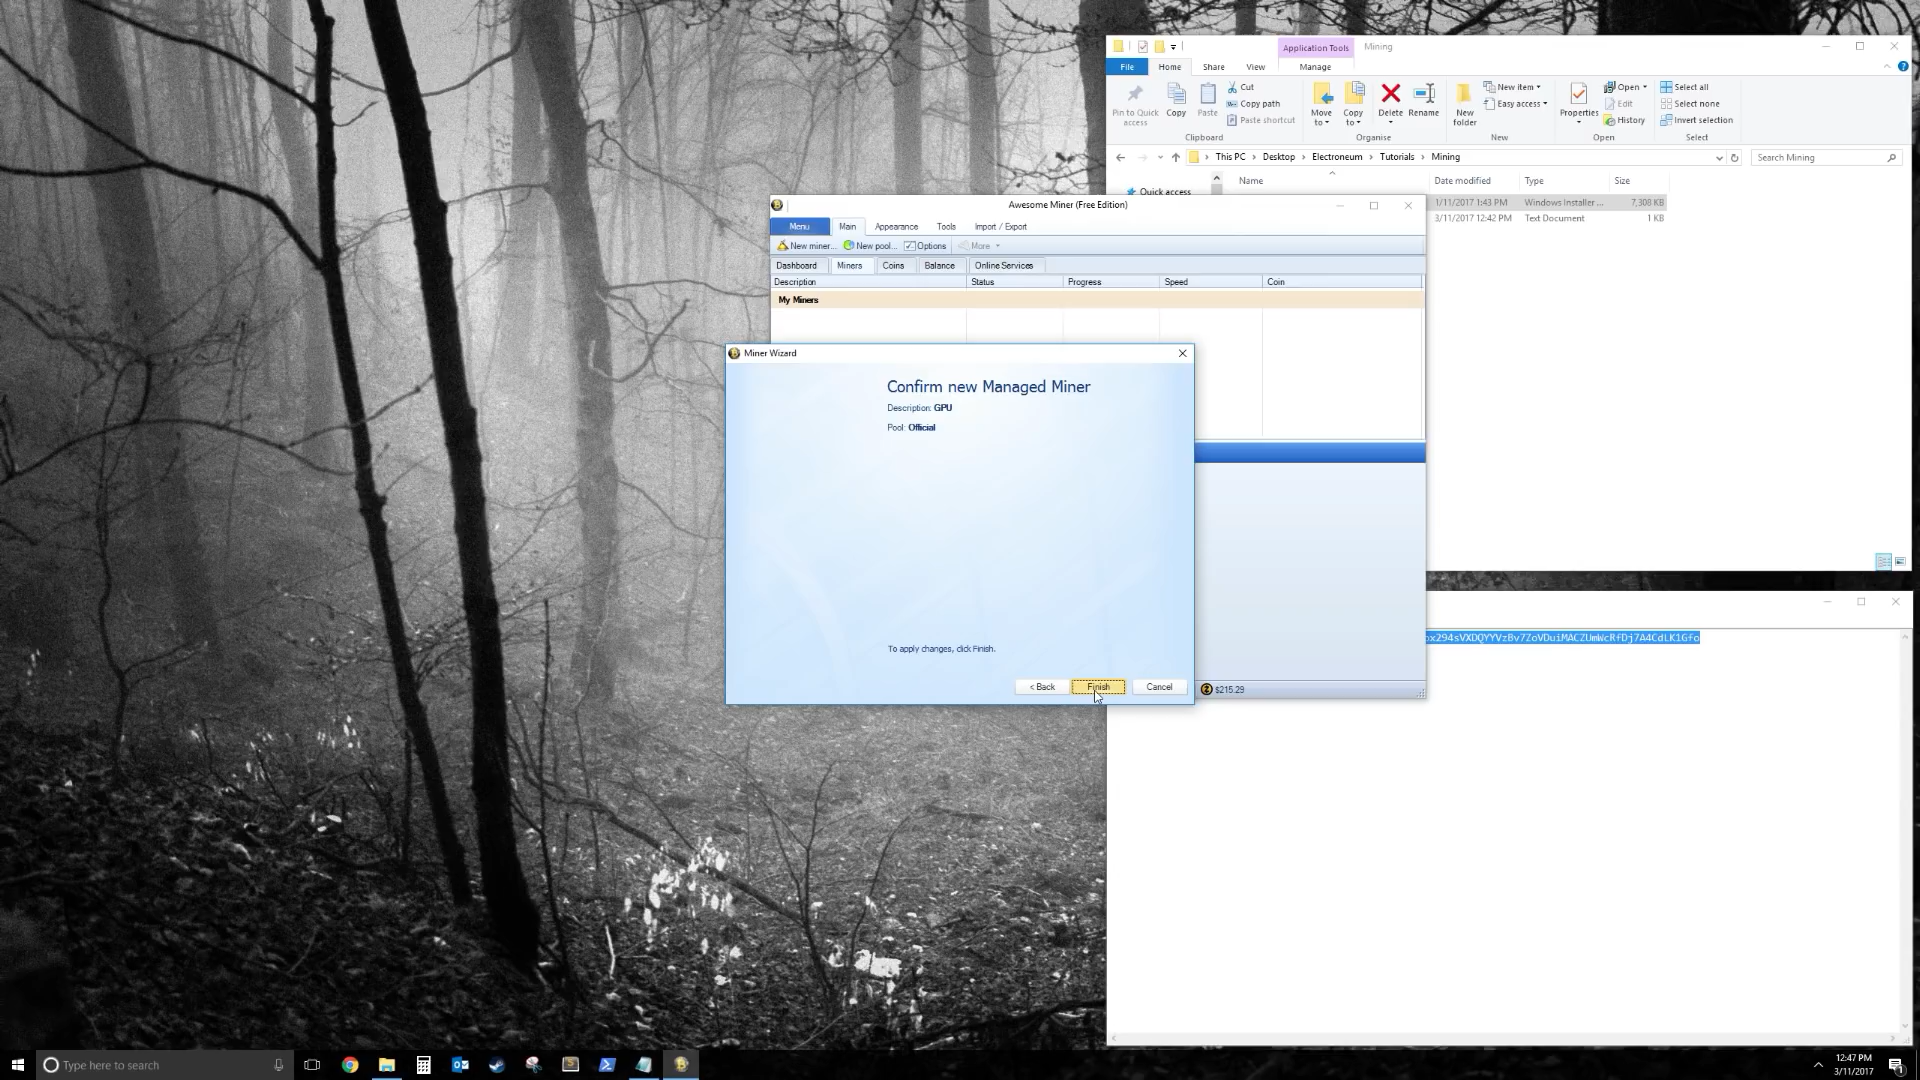 Application Tools
Mining
File
Home
Share
View
Manage
Pin to Quick access
Copy
Paste
Cut
Copy path
Paste shortcut
Clipboard
Move to
Copy to
Delete
Rename
Organise
New folder
New item
Easy access
New
Properties
Open
Edit
History
Open
Select all
Select none
Invert selection
Select
This PC > Desktop > Electroneum > Tutorials > Mining
Search Mining
Quick access
Name
Date modified
Type
Size
1/11/2017 1:43 PM
Windows Installer ...
7,308 KB
3/11/2017 12:42 PM
Text Document
1 KB
Awesome Miner (Free Edition)
Menu
Main
Appearance
Tools
Import / Export
New miner...
New pool...
Options
More
Dashboard
Miners
Coins
Balance
Online Services
Description
Status
Progress
Speed
Coin
My Miners
Miner Wizard
Confirm new Managed Miner
Description: GPU
Pool: Official
To apply changes, click Finish.
< Back
Finish
Cancel
$215.29
Type here to search
12:47 PM
3/11/2017